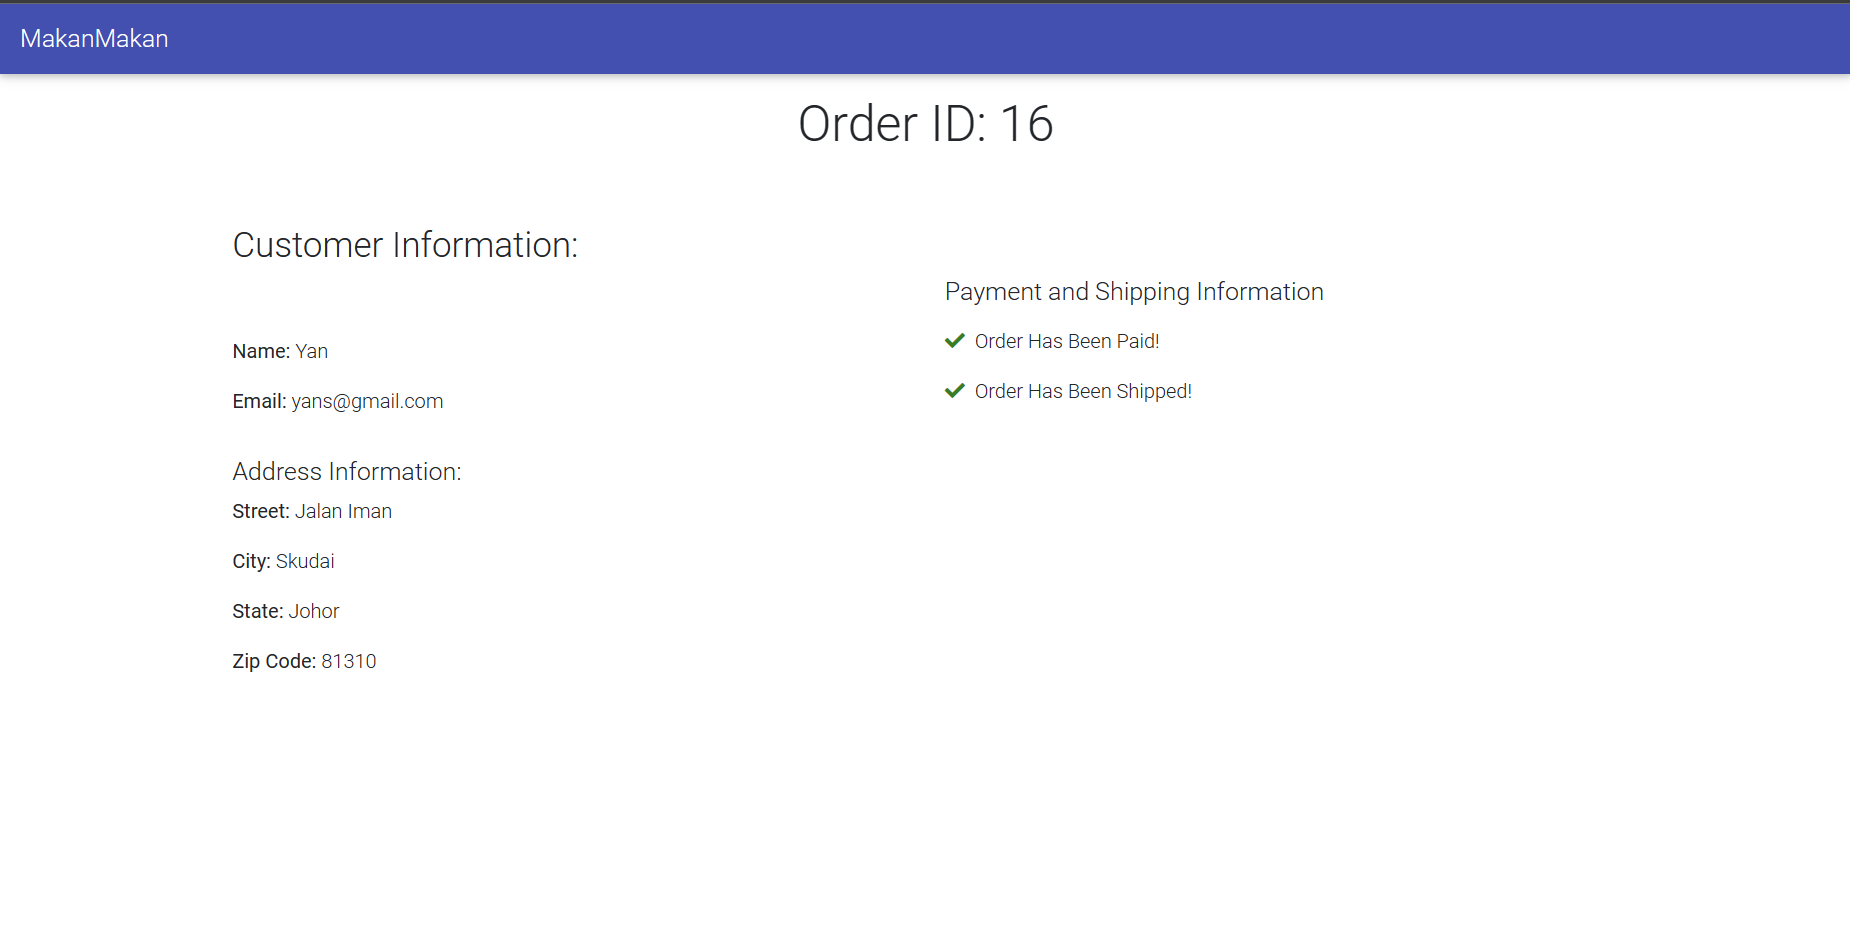 MakanMakan
Order ID: 16
Customer Information:
Name: Yan
Email: yans@gmail.com
Address Information:
Street: Jalan Iman
City: Skudai
State: Johor
Zip Code: 81310
Payment and Shipping Information
Order Has Been Paid!
Order Has Been Shipped!